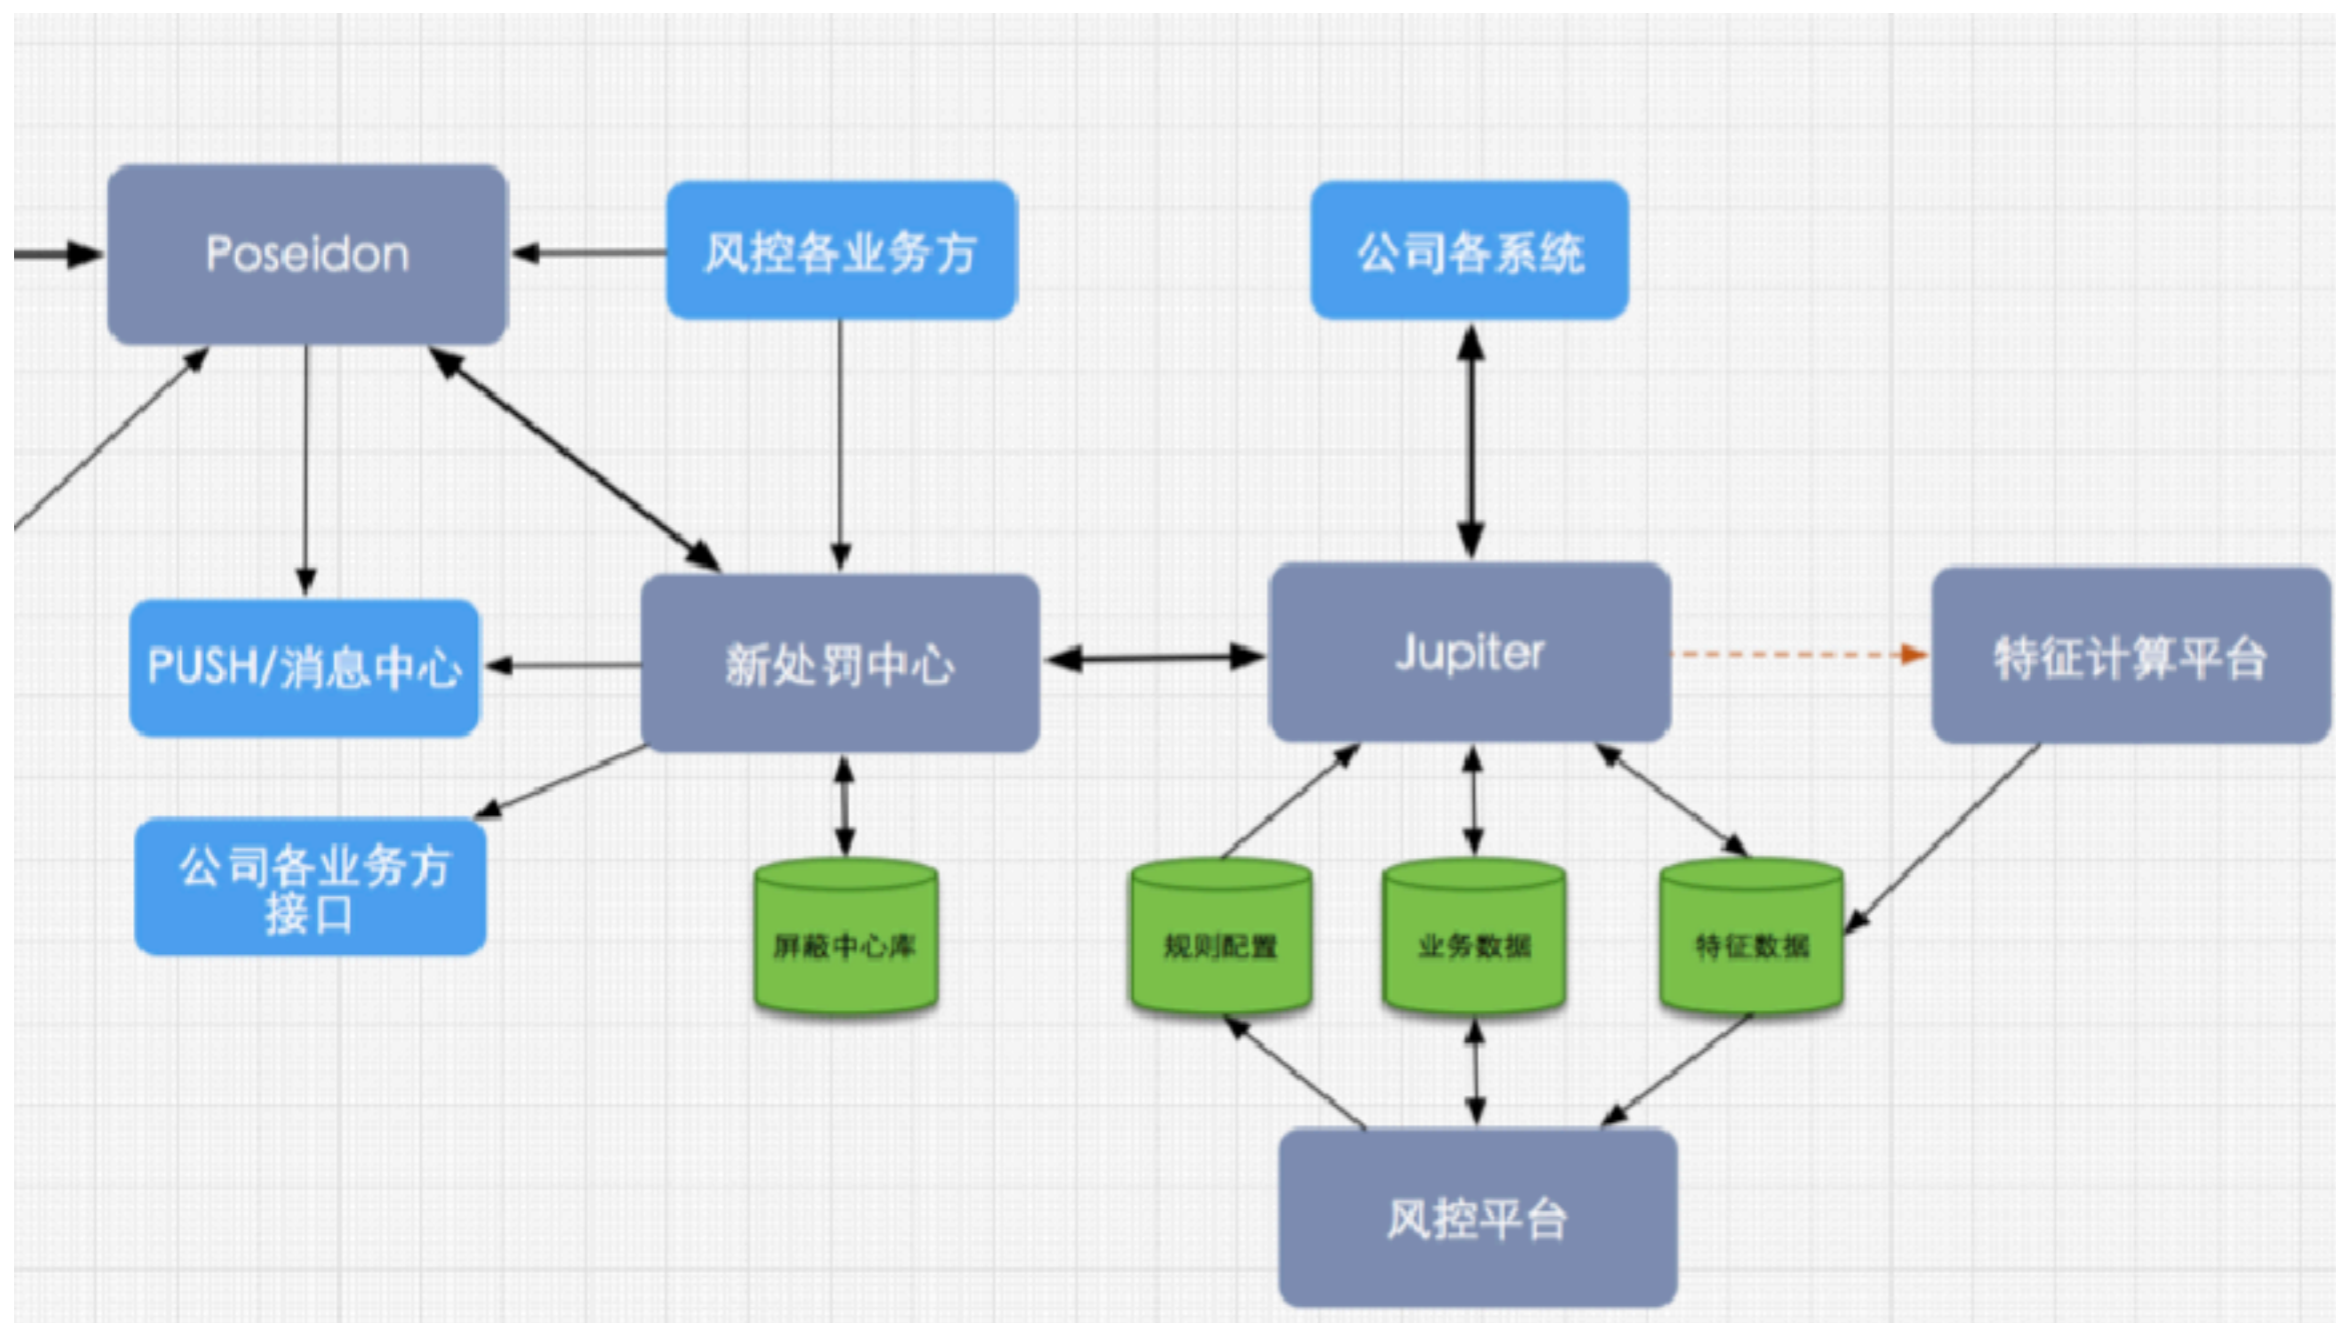 Poseidon
风控各业务方
公司各系统
PUSH/消息中心
新处罚中心
Jupiter
特征计算平台
公司各业务方
接口
屏蔽中心库
规则配置
业务数据
特征数据
风控平台